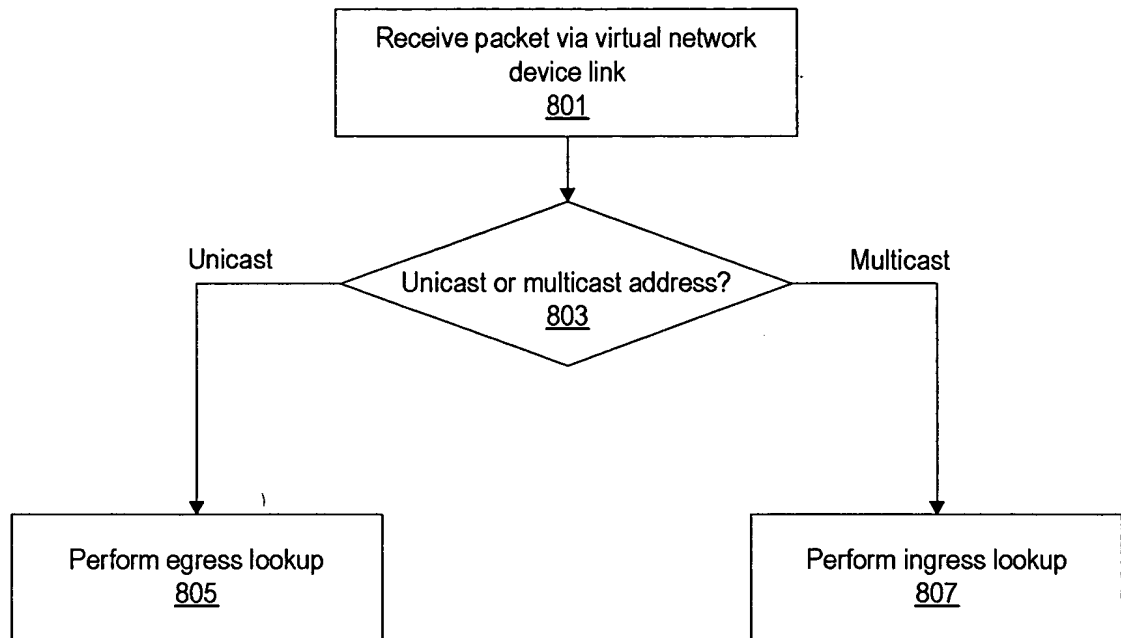 Receive packet via virtual network
device link
801
Unicast
Unicast or multicast address?
803
Multicast
Perform egress lookup
805
Perform ingress lookup
807